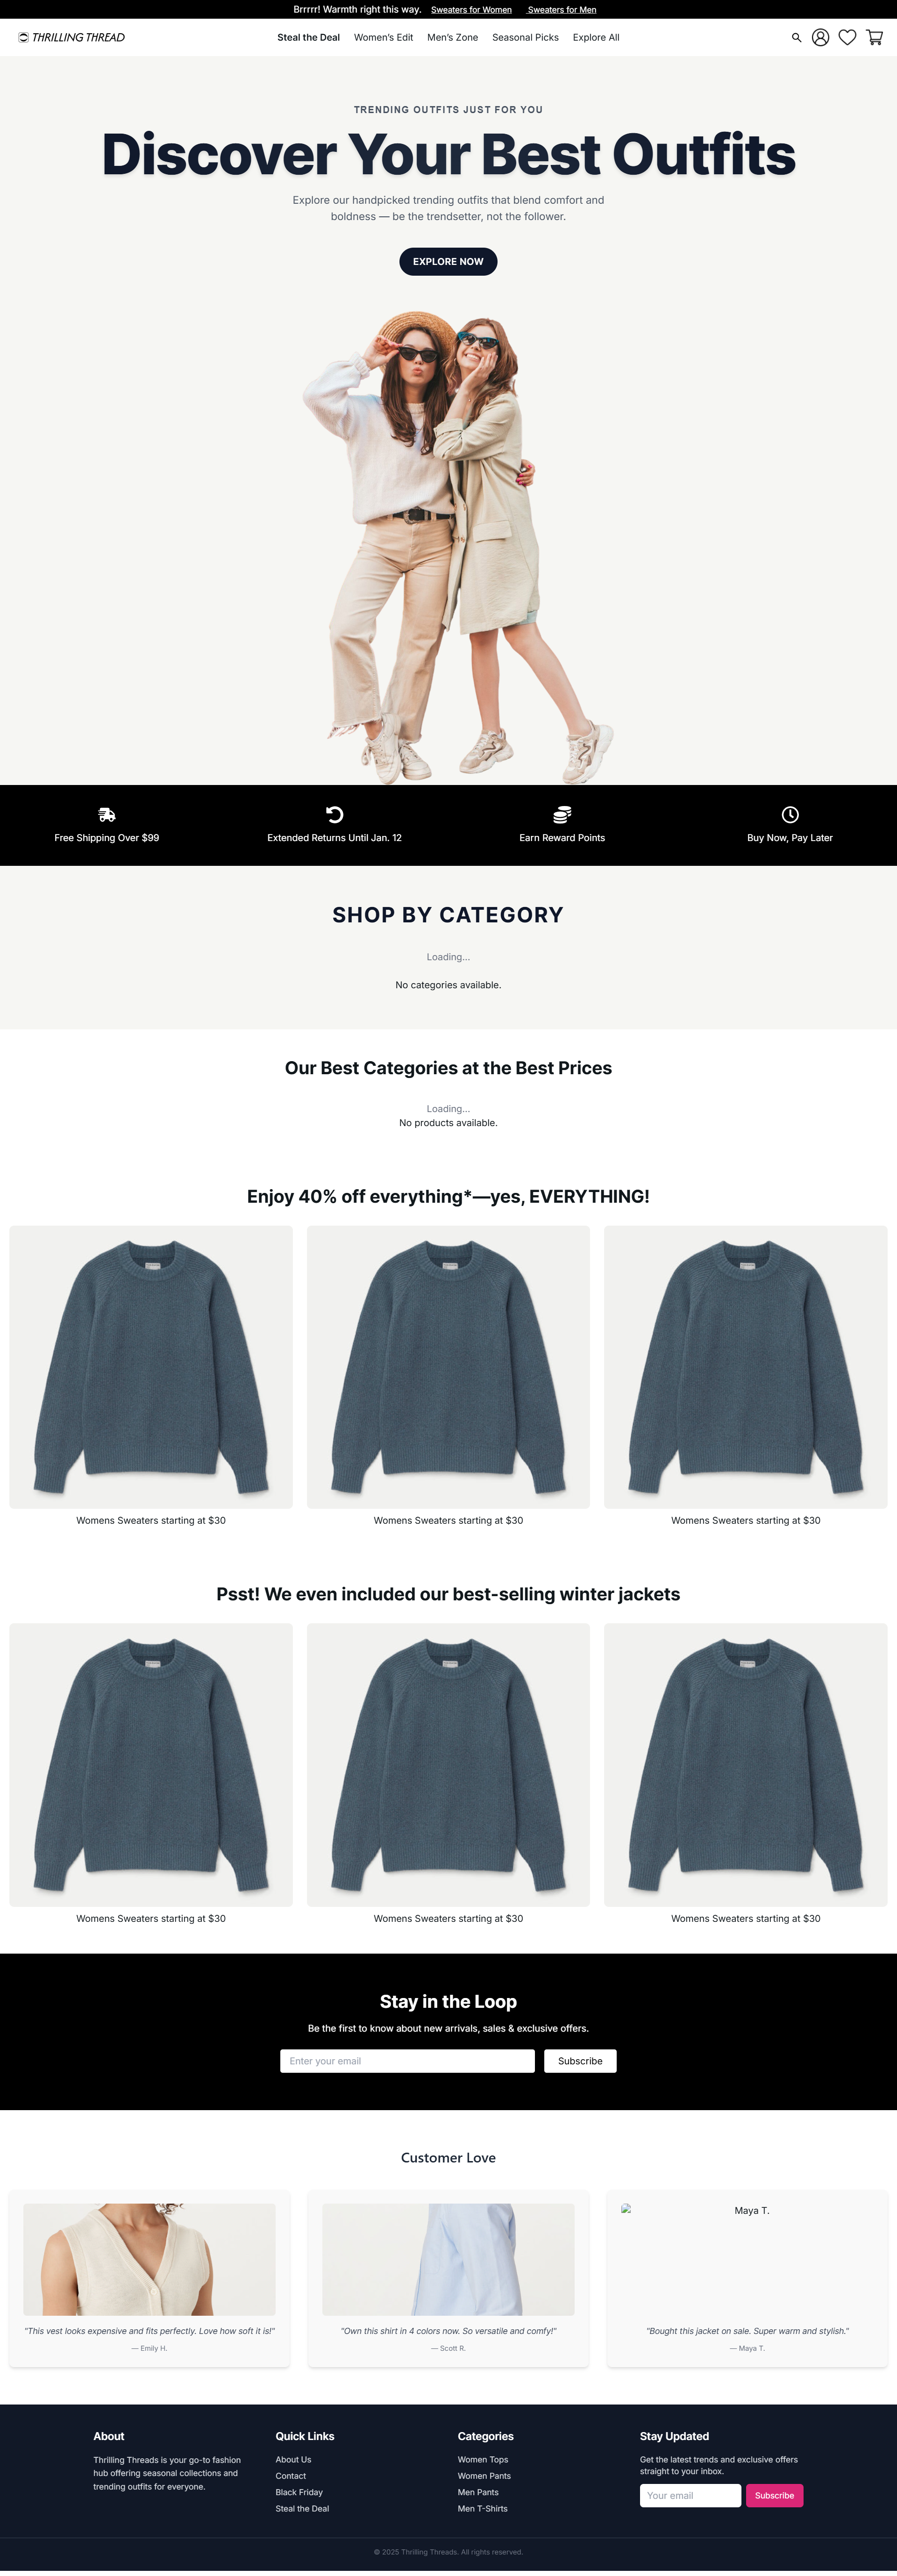 Brrrrr! Warmth right this way. Sweaters for Women Sweaters for Men
THRILLING THREAD
Steal the Deal Women's Edit Men's Zone Seasonal Picks Explore All
TRENDING OUTFITS JUST FOR YOU
Discover Your Best Outfits
Explore our handpicked trending outfits that blend comfort and
boldness — be the trendsetter, not the follower.
EXPLORE NOW
Free Shipping Over $99
Extended Returns Until Jan. 12
Earn Reward Points
Buy Now, Pay Later
SHOP BY CATEGORY
Loading...
No categories available.
Our Best Categories at the Best Prices
Loading...
No products available.
Enjoy 40% off everything*—yes, EVERYTHING!
Womens Sweaters starting at $30
Womens Sweaters starting at $30
Womens Sweaters starting at $30
Psst! We even included our best-selling winter jackets
Womens Sweaters starting at $30
Womens Sweaters starting at $30
Womens Sweaters starting at $30
Stay in the Loop
Be the first to know about new arrivals, sales & exclusive offers.
Enter your email
Subscribe
Customer Love
"This vest looks expensive and fits perfectly. Love how soft it is!"
— Emily H.
"Own this shirt in 4 colors now. So versatile and comfy!"
— Scott R.
Maya T.
"Bought this jacket on sale. Super warm and stylish."
— Maya T.
About
Thrilling Threads is your go-to fashion
hub offering seasonal collections and
trending outfits for everyone.
Quick Links
About Us
Contact
Black Friday
Steal the Deal
Categories
Women Tops
Women Pants
Men Pants
Men T-Shirts
Stay Updated
Get the latest trends and exclusive offers
straight to your inbox.
Your email
Subscribe
© 2025 Thrilling Threads. All rights reserved.